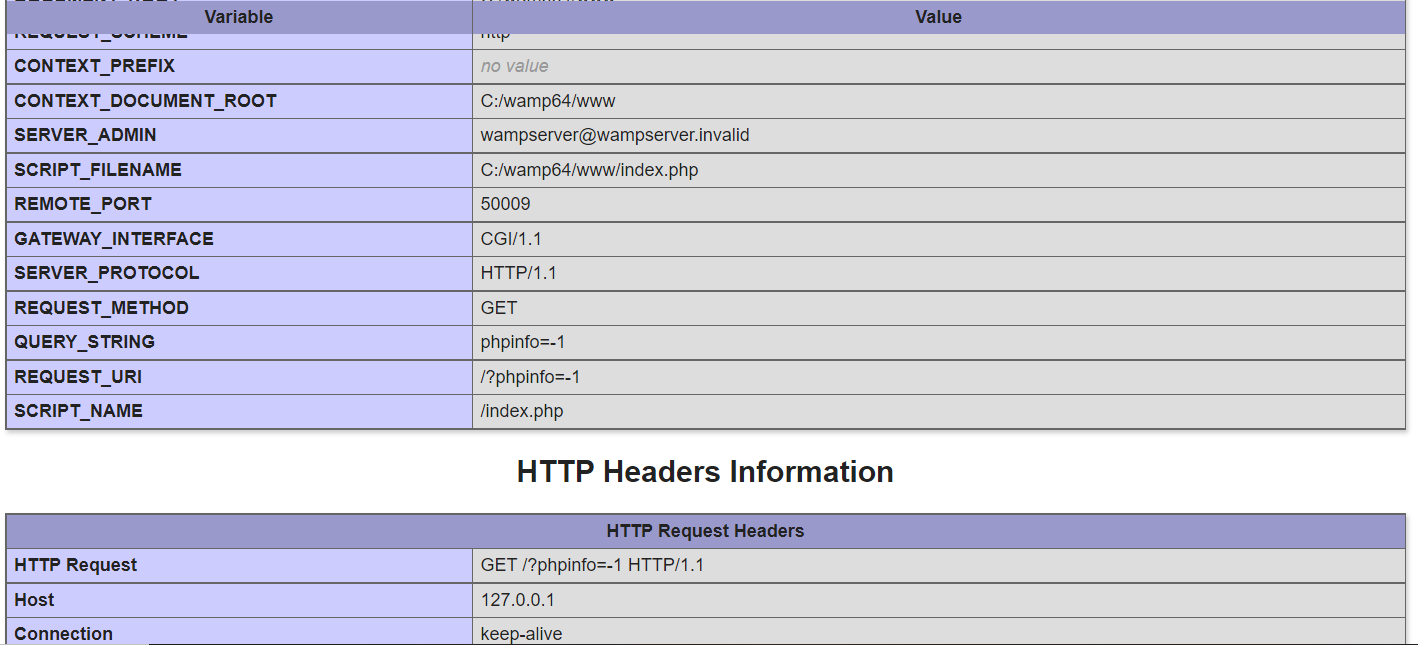 Variable Value
REQUEST_SCHEME http
CONTEXT_PREFIX no value
CONTEXT_DOCUMENT_ROOT C:/wamp64/www
SERVER_ADMIN wampserver@wampserver.invalid
SCRIPT_FILENAME C:/wamp64/www/index.php
REMOTE_PORT 50009
GATEWAY_INTERFACE CGI/1.1
SERVER_PROTOCOL HTTP/1.1
REQUEST_METHOD GET
QUERY_STRING phpinfo=-1
REQUEST_URI /?phpinfo=-1
SCRIPT_NAME /index.php
HTTP Headers Information
HTTP Request Headers
HTTP Request GET /?phpinfo=-1 HTTP/1.1
Host 127.0.0.1
Connection keep-alive